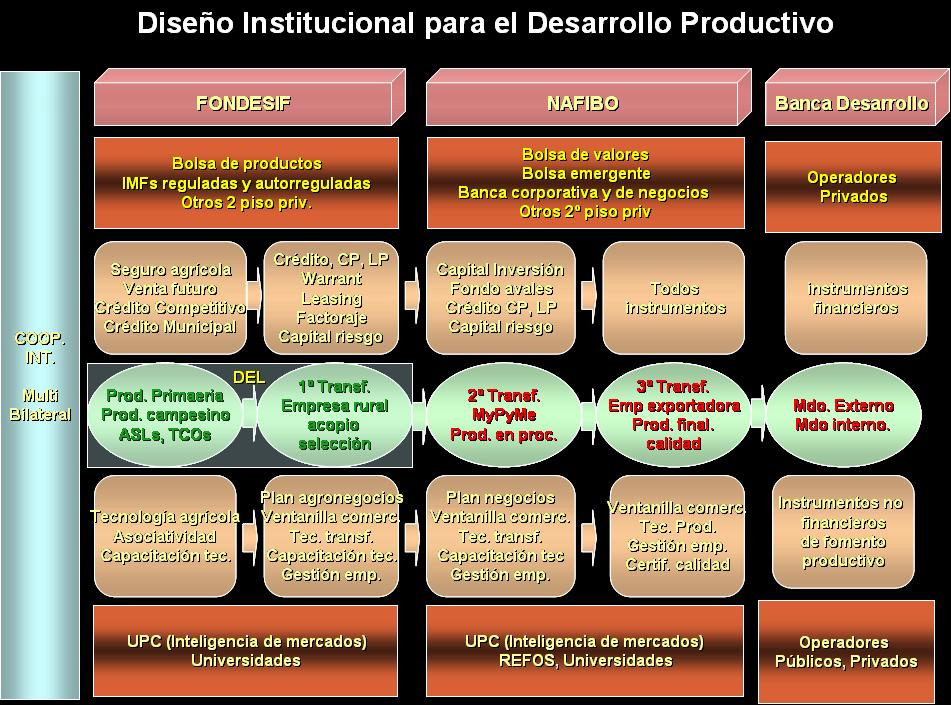 Diseño Institucional para el Desarrollo Productivo
COOP.
INT.
Multi
Bilateral
FONDESIF
NAFIBO
Banca Desarrollo
Bolsa de productos
IMFs reguladas y autorreguladas
Otros 2 piso priv.
Bolsa de valores
Bolsa emergente
Banca corporativa y de negocios
Otros 2º piso priv
Operadores
Privados
Seguro agrícola
Venta futuro
Crédito Competitivo
Crédito Municipal
Crédito, CP, LP
Warrant
Leasing
Factoraje
Capital riesgo
Capital Inversión
Fondo avales
Crédito CP, LP
Capital riesgo
Todos
instrumentos
instrumentos
financieros
Prod. Primaeria
Prod. campesino
ASLs, TCOs
DEL
1ª Transf.
Empresa rural
acopio
selección
2ª Transf.
MyPyMe
Prod. en proc.
3ª Transf.
Emp exportadora
Prod. final.
calidad
Mdo. Externo
Mdo interno.
Tecnología agrícola
Asociatividad
Capacitación tec.
Plan agronegocios
Ventanilla comerc.
Tec. transf.
Capacitación tec.
Gestión emp.
Plan negocios
Ventanilla comerc.
Tec. transf.
Capacitación tec
Gestión emp.
Ventanilla comerc.
Tec. Prod.
Gestión emp.
Certif. calidad
Instrumentos no
financieros
de fomento
productivo
UPC (Inteligencia de mercados)
Universidades
UPC (Inteligencia de mercados)
REFOS, Universidades
Operadores
Públicos, Privados